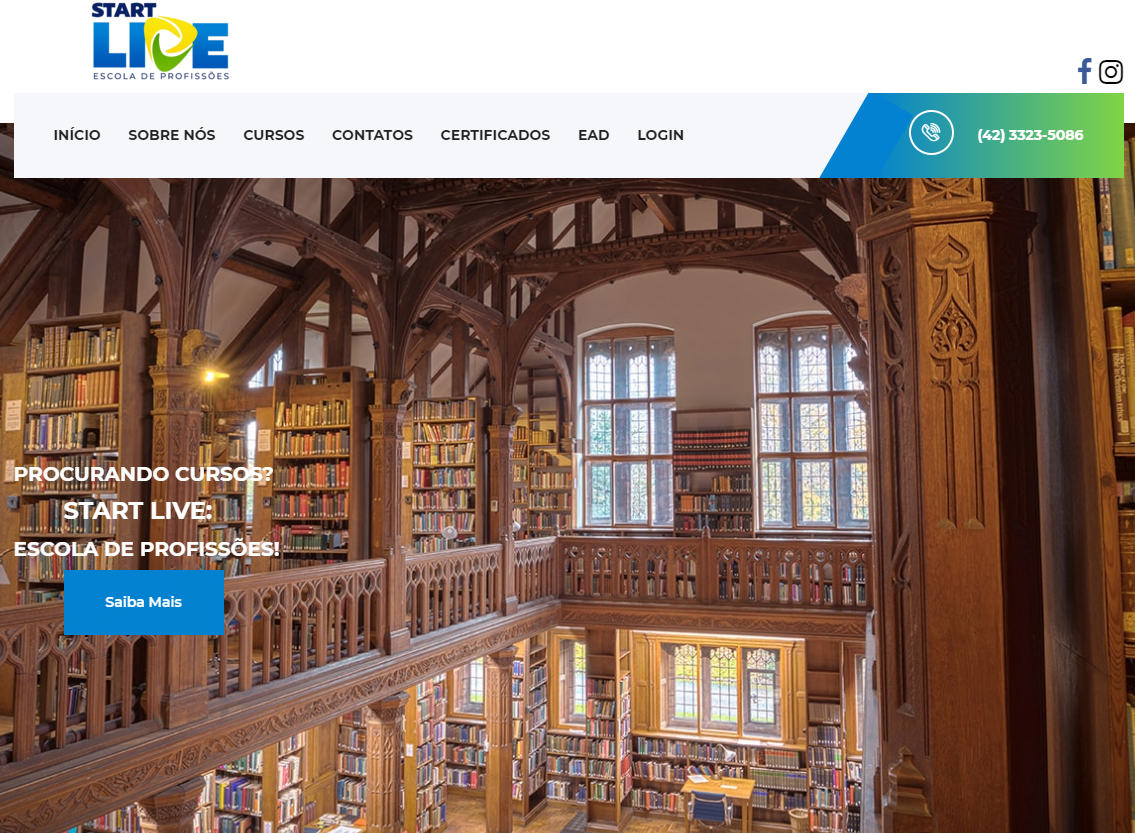 START
LIVE
ESCOLA DE PROFISSÕES
INÍCIO SOBRE NÓS CURSOS CONTATOS CERTIFICADOS EAD LOGIN
(42) 3323-5086
PROCURANDO CURSOS?
START LIVE:
ESCOLA DE PROFISSÕES!
Saiba Mais